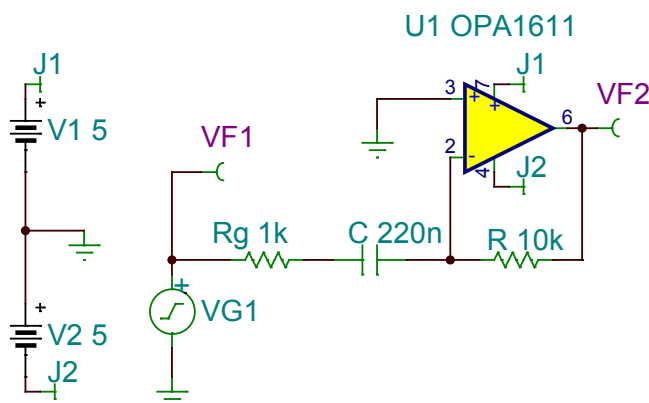 U1 OPA1611
J1
+
V1 5
+
V2 5
J2
VF1
Rg 1k
C 220n
R 10k
+
VG1
3
2
+
-
7
+
4
6
J1
J2
VF2